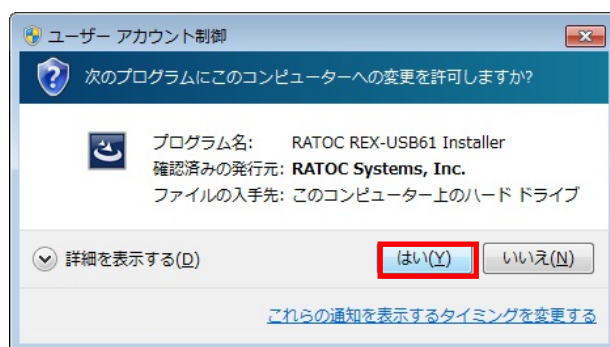 ユーザー アカウント制御
次のプログラムにこのコンピューターへの変更を許可しますか?
プログラム名: RATOC REX-USB61 Installer
確認済みの発行元: RATOC Systems, Inc.
ファイルの入手先: このコンピューター上のハード ドライブ
詳細を表示する(D) はい(Y) いいえ(N)
これらの通知を表示するタイミングを変更する